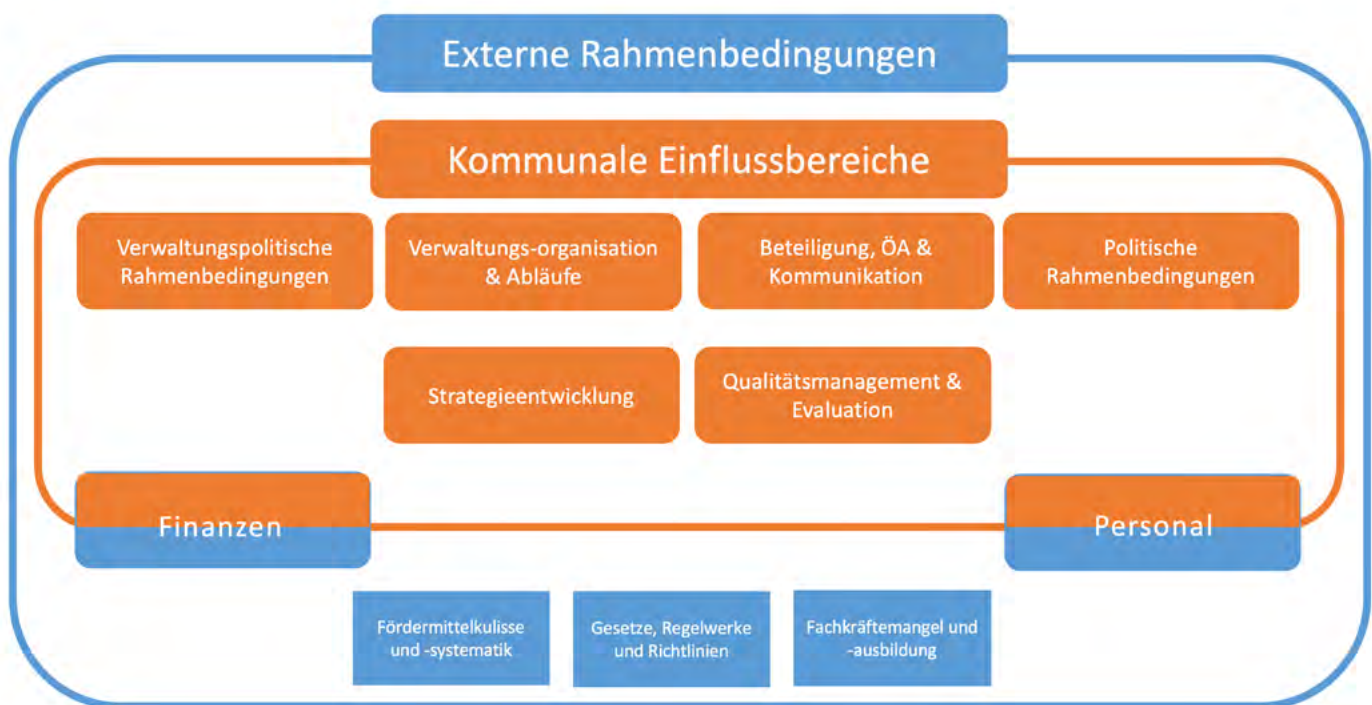 Externe Rahmenbedingungen
Kommunale Einflussbereiche
Verwaltungspolitische
Rahmenbedingungen
Verwaltungs-organisation
& Abläufe
Beteiligung, ÖA &
Kommunikation
Politische
Rahmenbedingungen
Strategieentwicklung
Qualitätsmanagement &
Evaluation
Finanzen
Personal
Fördermittelkulisse
und -systematik
Gesetze, Regelwerke
und Richtlinien
Fachkräftemangel und
-ausbildung